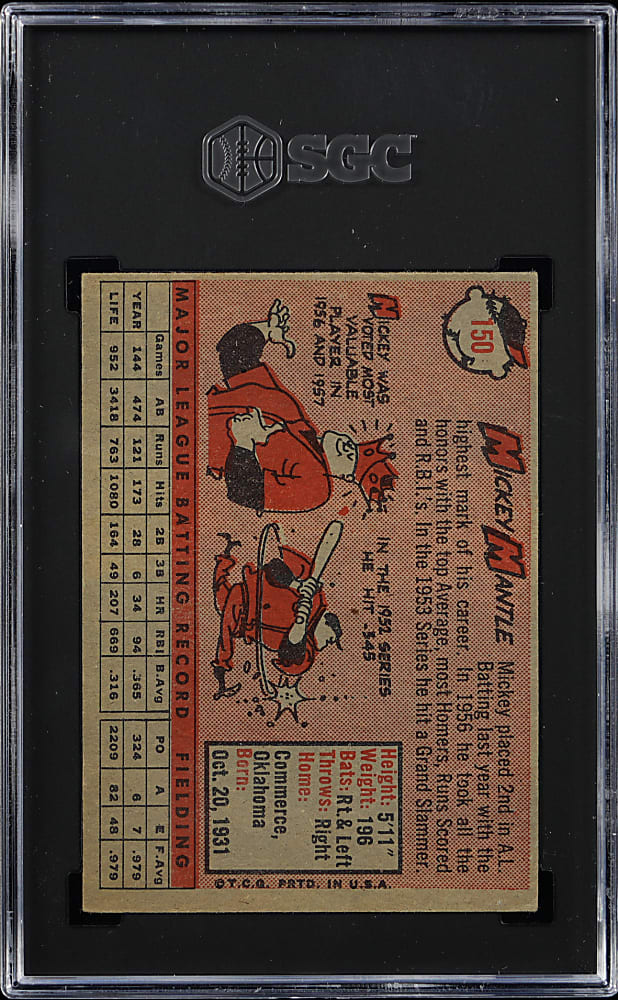 SGC
150
MICKEY MANTLE Mickey placed 2nd in A.L.
Batting last year with the
highest mark of his career. In 1956 he took all the
honors with the top Average, most Homers, Runs Scored
and R.B.I.'s. In the 1953 Series he hit a Grand Slammer.
MICKEY WAS
VOTED MOST
VALUABLE
PLAYER IN
1956 AND 1957
IN THE 1952 SERIES
HE HIT .345
Height: 5'11"
Weight: 196
Bats: Rt. & Left
Throws: Right
Home:
Commerce,
Oklahoma
Born:
Oct. 20, 1931
©T.C.G. PRTD. IN U.S.A.
MAJOR LEAGUE BATTING RECORD FIELDING
Games AB Runs Hits 2B 3B HR RBI B.Avg PO A E F.Avg
YEAR 144 474 121 173 28 6 34 94 .365 324 6 7 .979
LIFE 952 3418 763 1080 164 49 207 669 .316 2209 82 48 .979